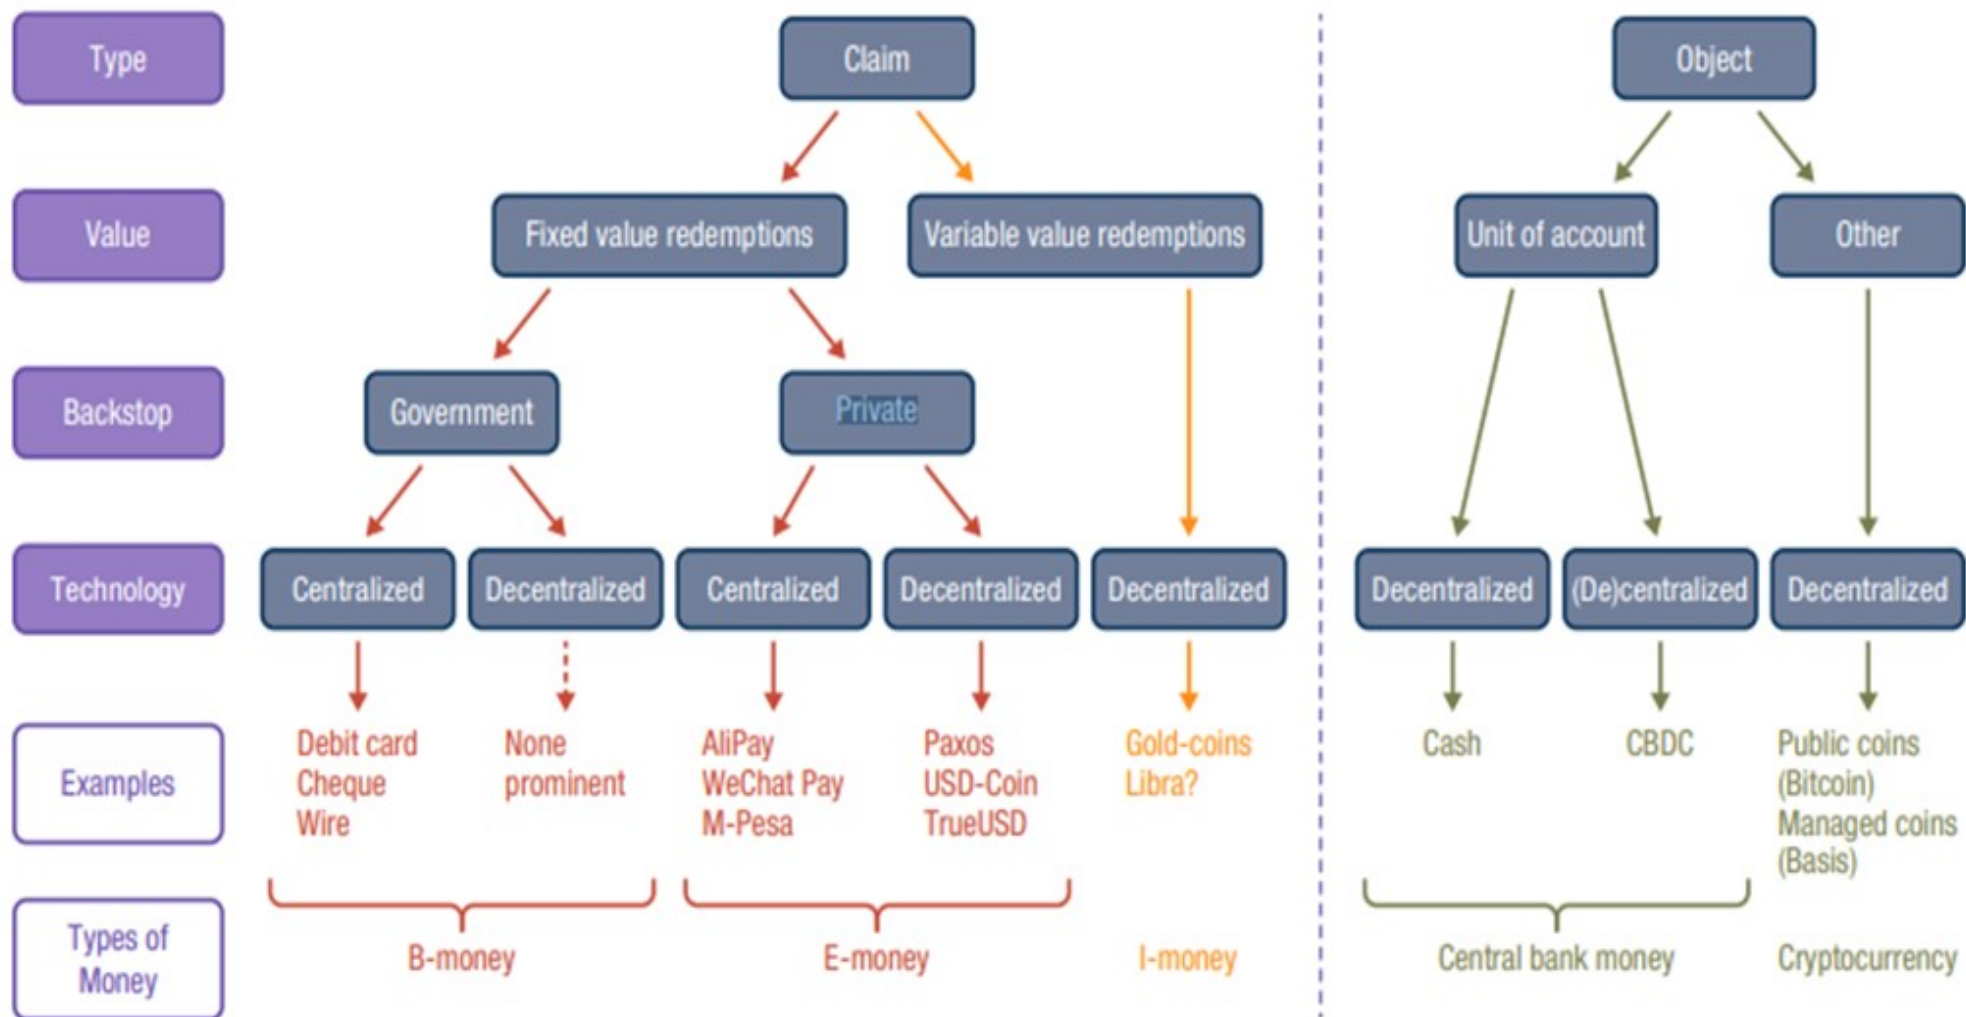 Type
Claim
Object
Value
Fixed value redemptions
Variable value redemptions
Unit of account
Other
Backstop
Government
Private
Technology
Centralized
Decentralized
Centralized
Decentralized
Decentralized
Decentralized
(De)centralized
Decentralized
Examples
Debit card
Cheque
Wire
None
prominent
AliPay
WeChat Pay
M-Pesa
Paxos
USD-Coin
TrueUSD
Gold-coins
Libra?
Cash
CBDC
Public coins
(Bitcoin)
Managed coins
(Basis)
Types of
Money
B-money
E-money
I-money
Central bank money
Cryptocurrency